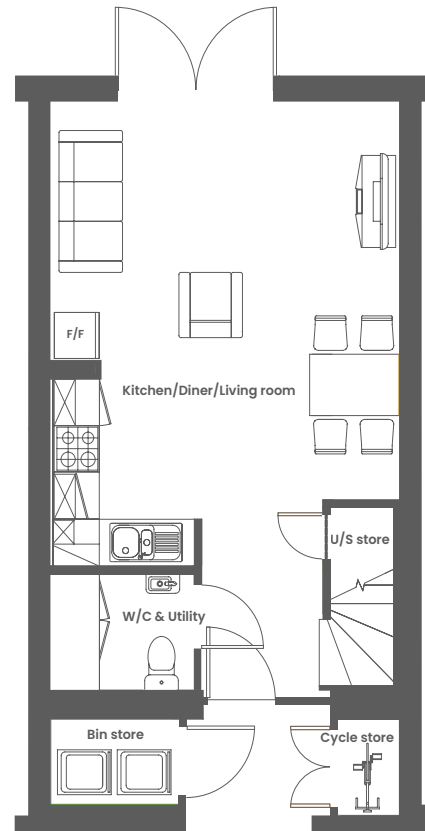 F/F
Kitchen/Diner/Living room
U/S store
W/C & Utility
Bin store
Cycle store